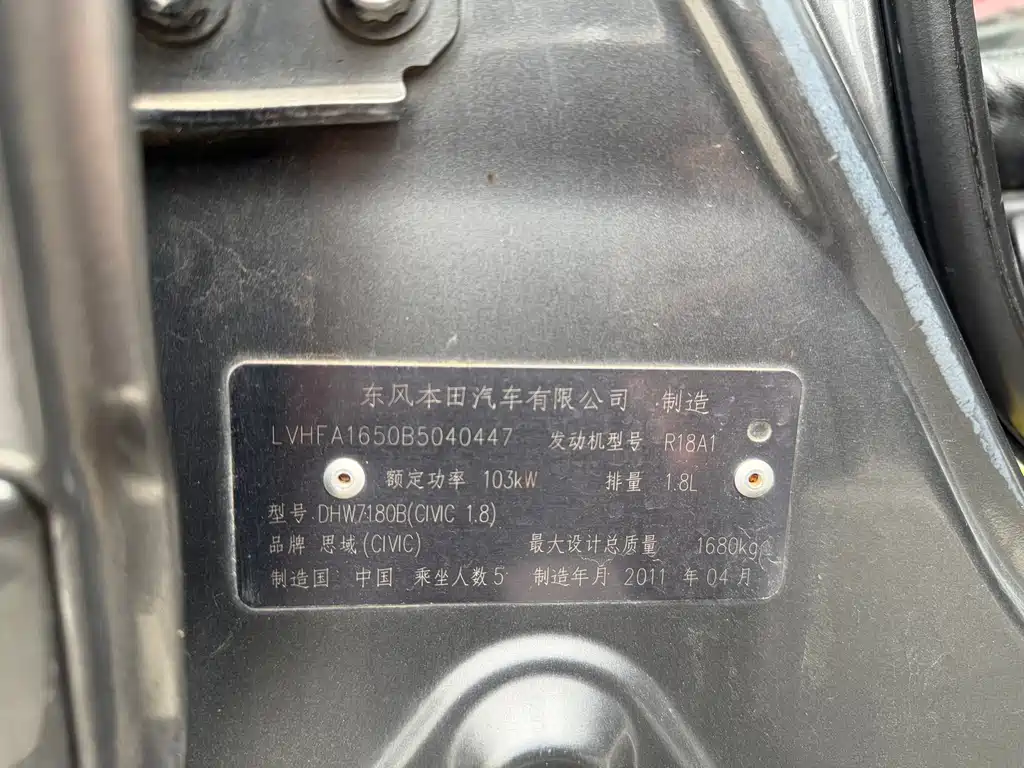 东风本田汽车有限公司 制造
LVHFA1650B5040447 发动机型号 R18A1
额定功率 103kW 排量 1.8L
型号 DHW7180B(CIVIC 1.8)
品牌 思域(CIVIC) 最大设计总质量 1680kg
制造国 中国 乘坐人数5 制造年月 2011 年04月